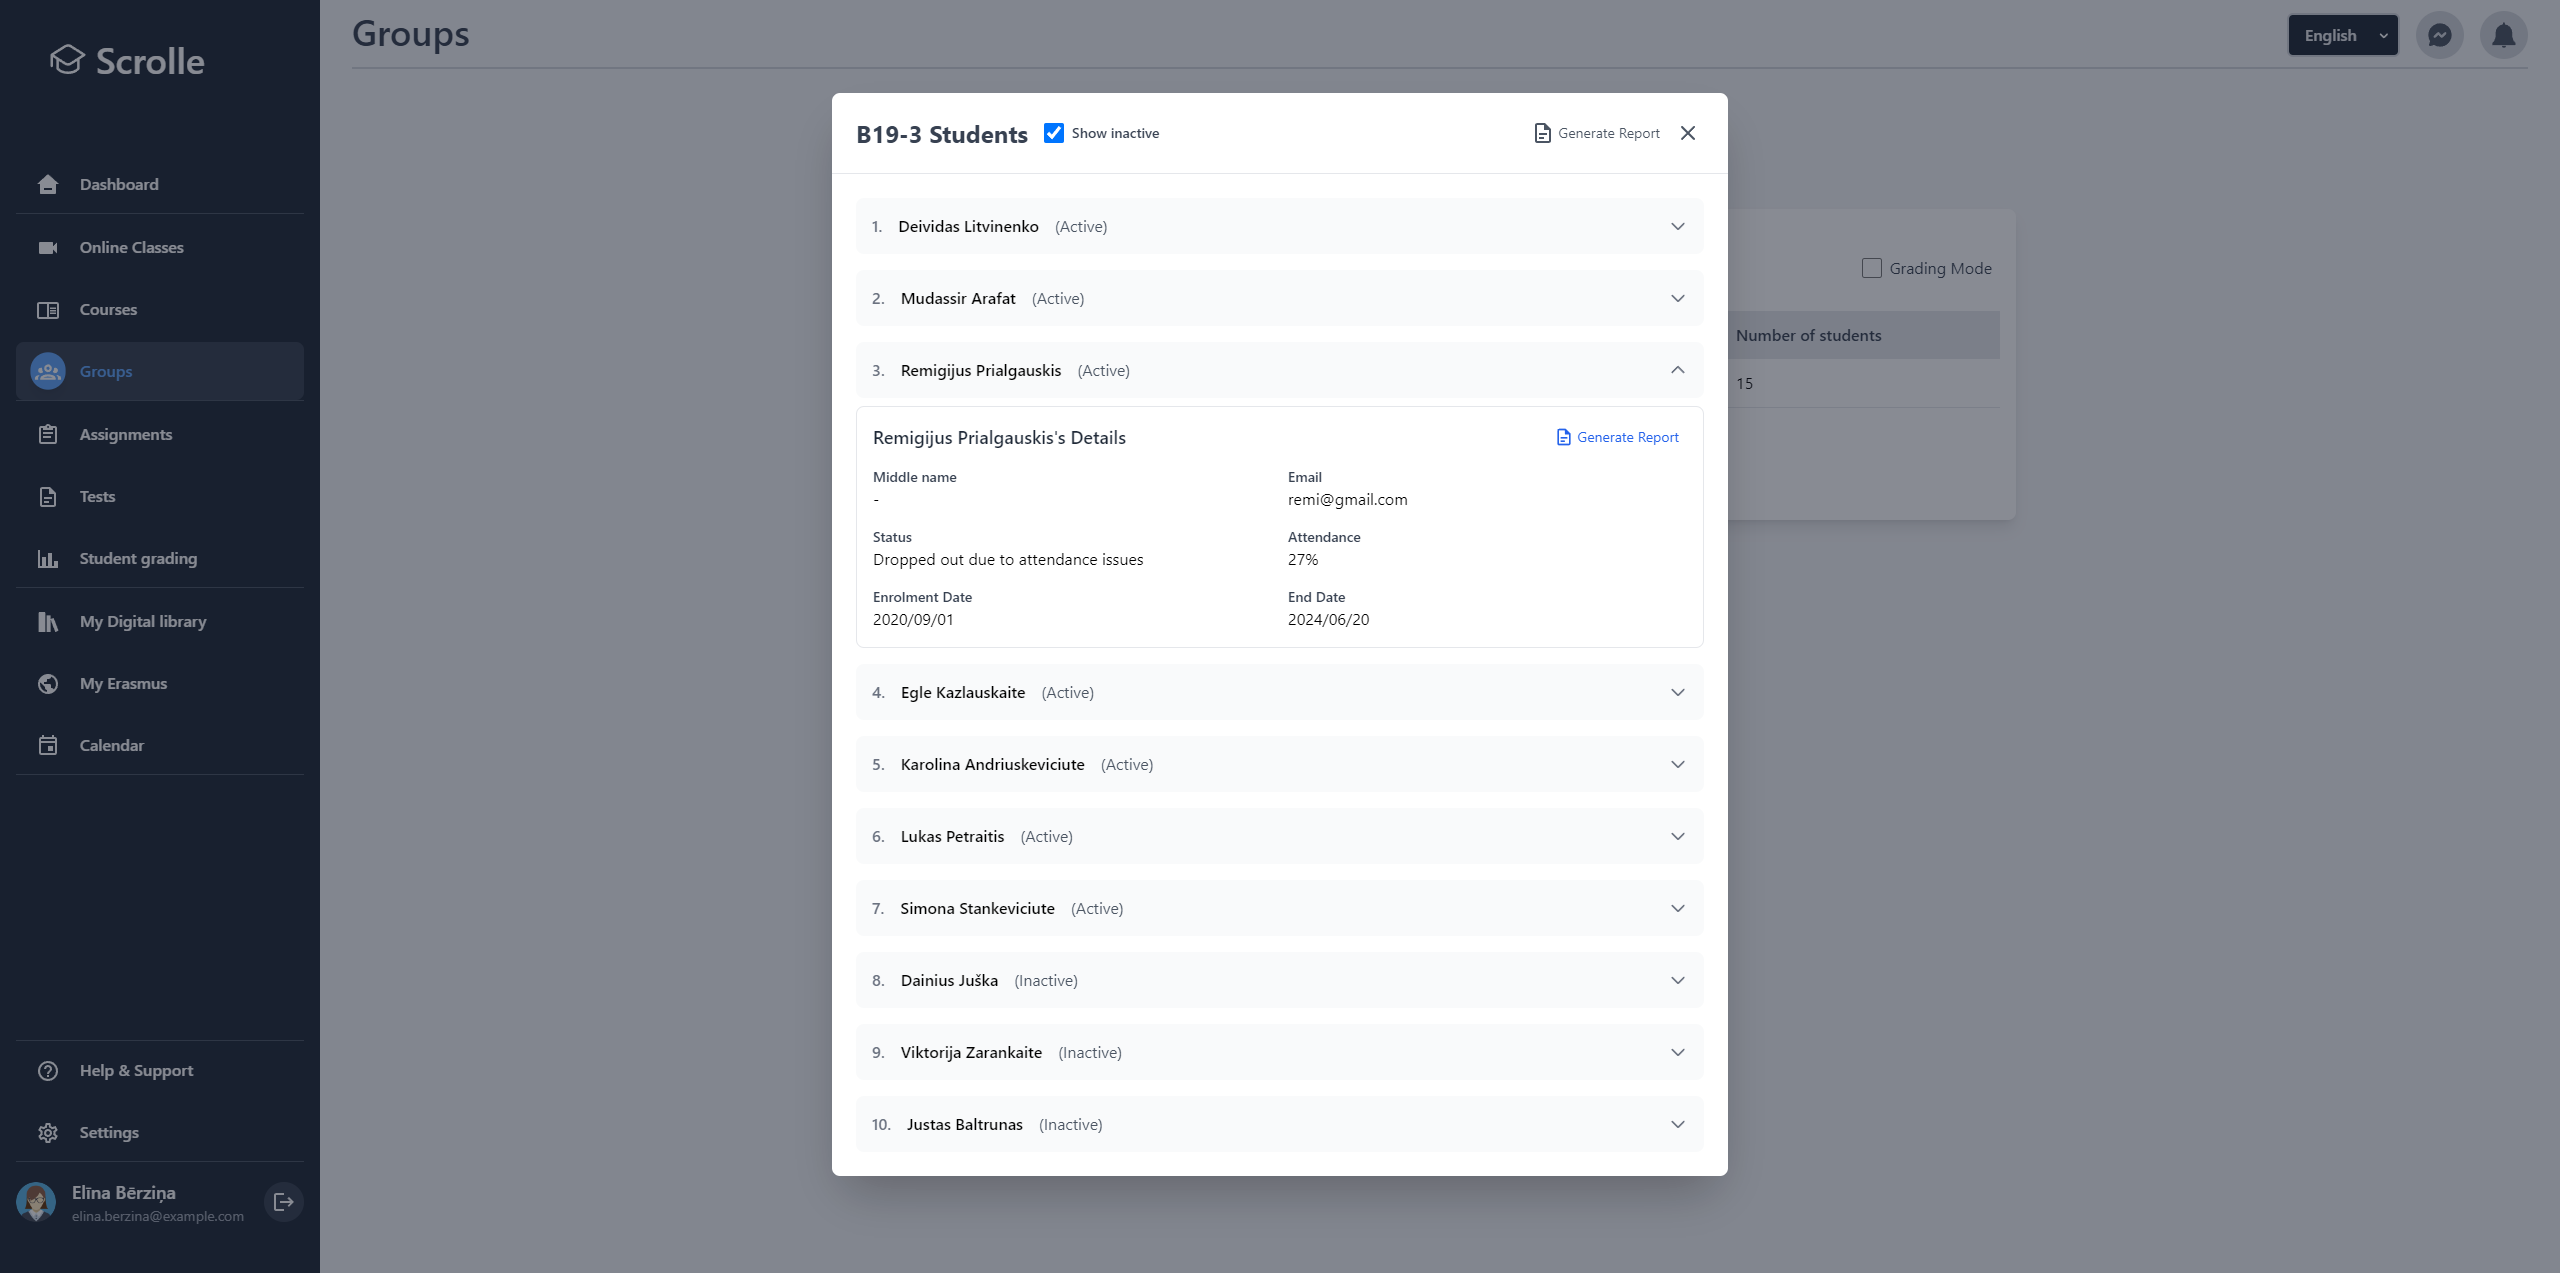 Scrolle
Dashboard
Online Classes
Courses
Groups
Assignments
Tests
Student grading
My Digital library
My Erasmus
Calendar
Help & Support
Settings
Elīna Bērziņa
elina.berzina@example.com
Groups
English
Grading Mode
Number of students
15
B19-3 Students
Show inactive
Generate Report
1. Deividas Litvinenko (Active)
2. Mudassir Arafat (Active)
3. Remigijus Prialgauskis (Active)
Remigijus Prialgauskis's Details
Generate Report
Middle name
-
Email
remi@gmail.com
Status
Dropped out due to attendance issues
Attendance
27%
Enrolment Date
2020/09/01
End Date
2024/06/20
4. Egle Kazlauskaite (Active)
5. Karolina Andriuskeviciute (Active)
6. Lukas Petraitis (Active)
7. Simona Stankeviciute (Active)
8. Dainius Juška (Inactive)
9. Viktorija Zarankaite (Inactive)
10. Justas Baltrunas (Inactive)